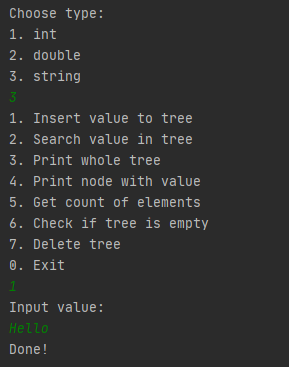 Choose type:
1. int
2. double
3. string
3
1. Insert value to tree
2. Search value in tree
3. Print whole tree
4. Print node with value
5. Get count of elements
6. Check if tree is empty
7. Delete tree
0. Exit
1
Input value:
Hello
Done!